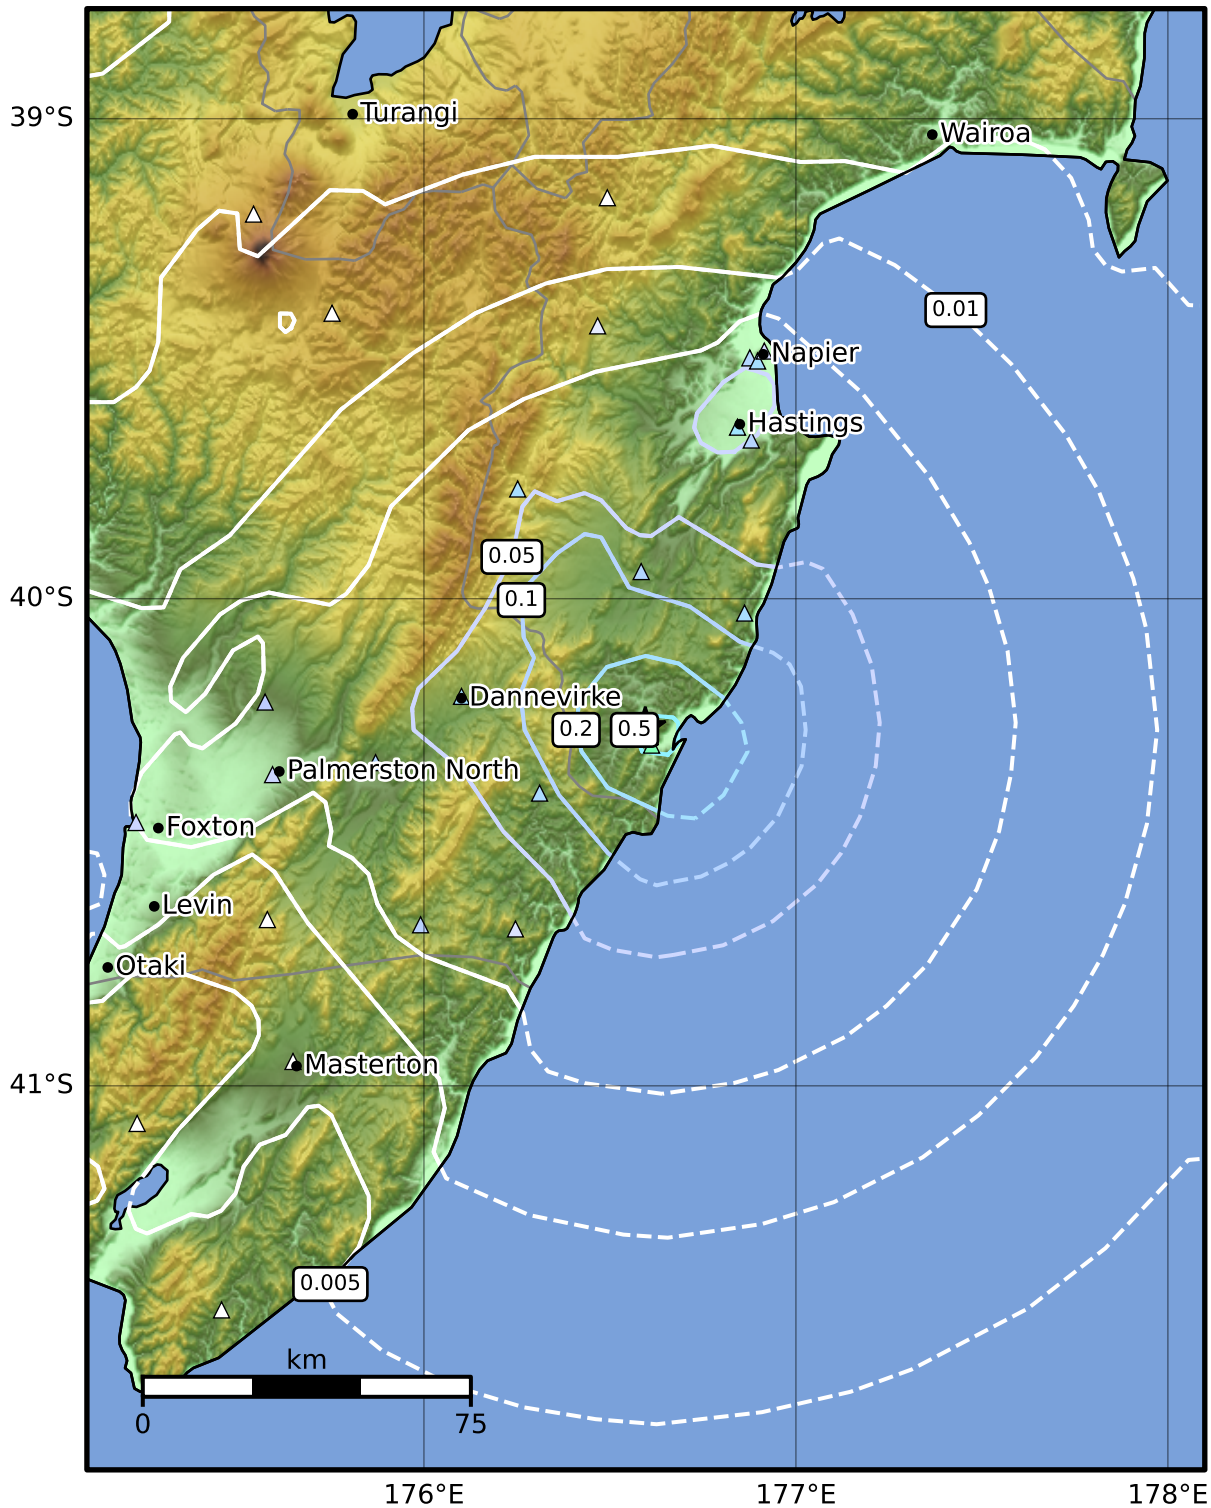 39°S
Turangi
Wairoa
0.01
Napier
Hastings
0.05
40°S
0.1
Dannevirke
0.2
0.5
Palmerston North
Foxton
Levin
Otaki
Masterton
41°S
0.005
km
0
75
176°E
177°E
178°E